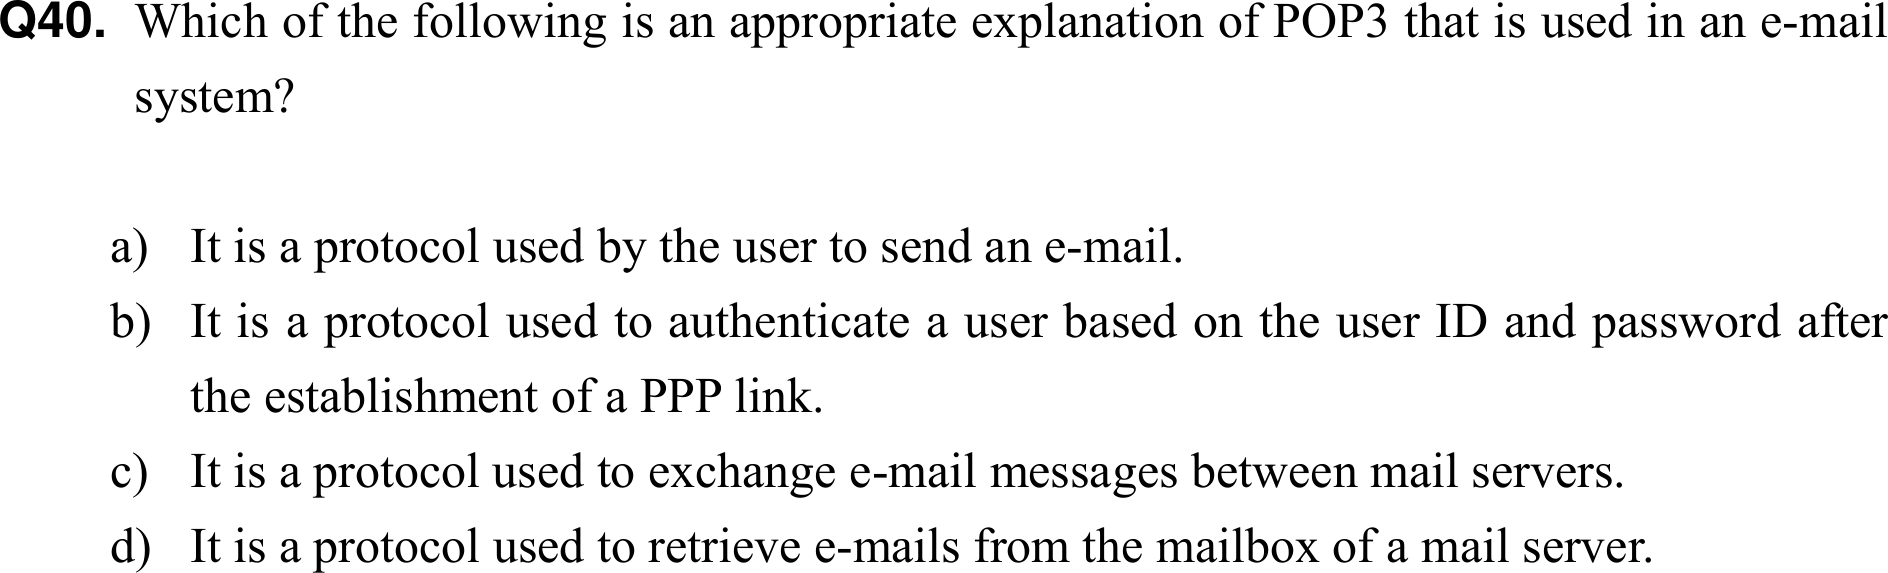 Q40. Which of the following is an appropriate explanation of POP3 that is used in an e-mail
system?
a) It is a protocol used by the user to send an e-mail.
b) It is a protocol used to authenticate a user based on the user ID and password after
the establishment of a PPP link.
c) It is a protocol used to exchange e-mail messages between mail servers.
d) It is a protocol used to retrieve e-mails from the mailbox of a mail server.